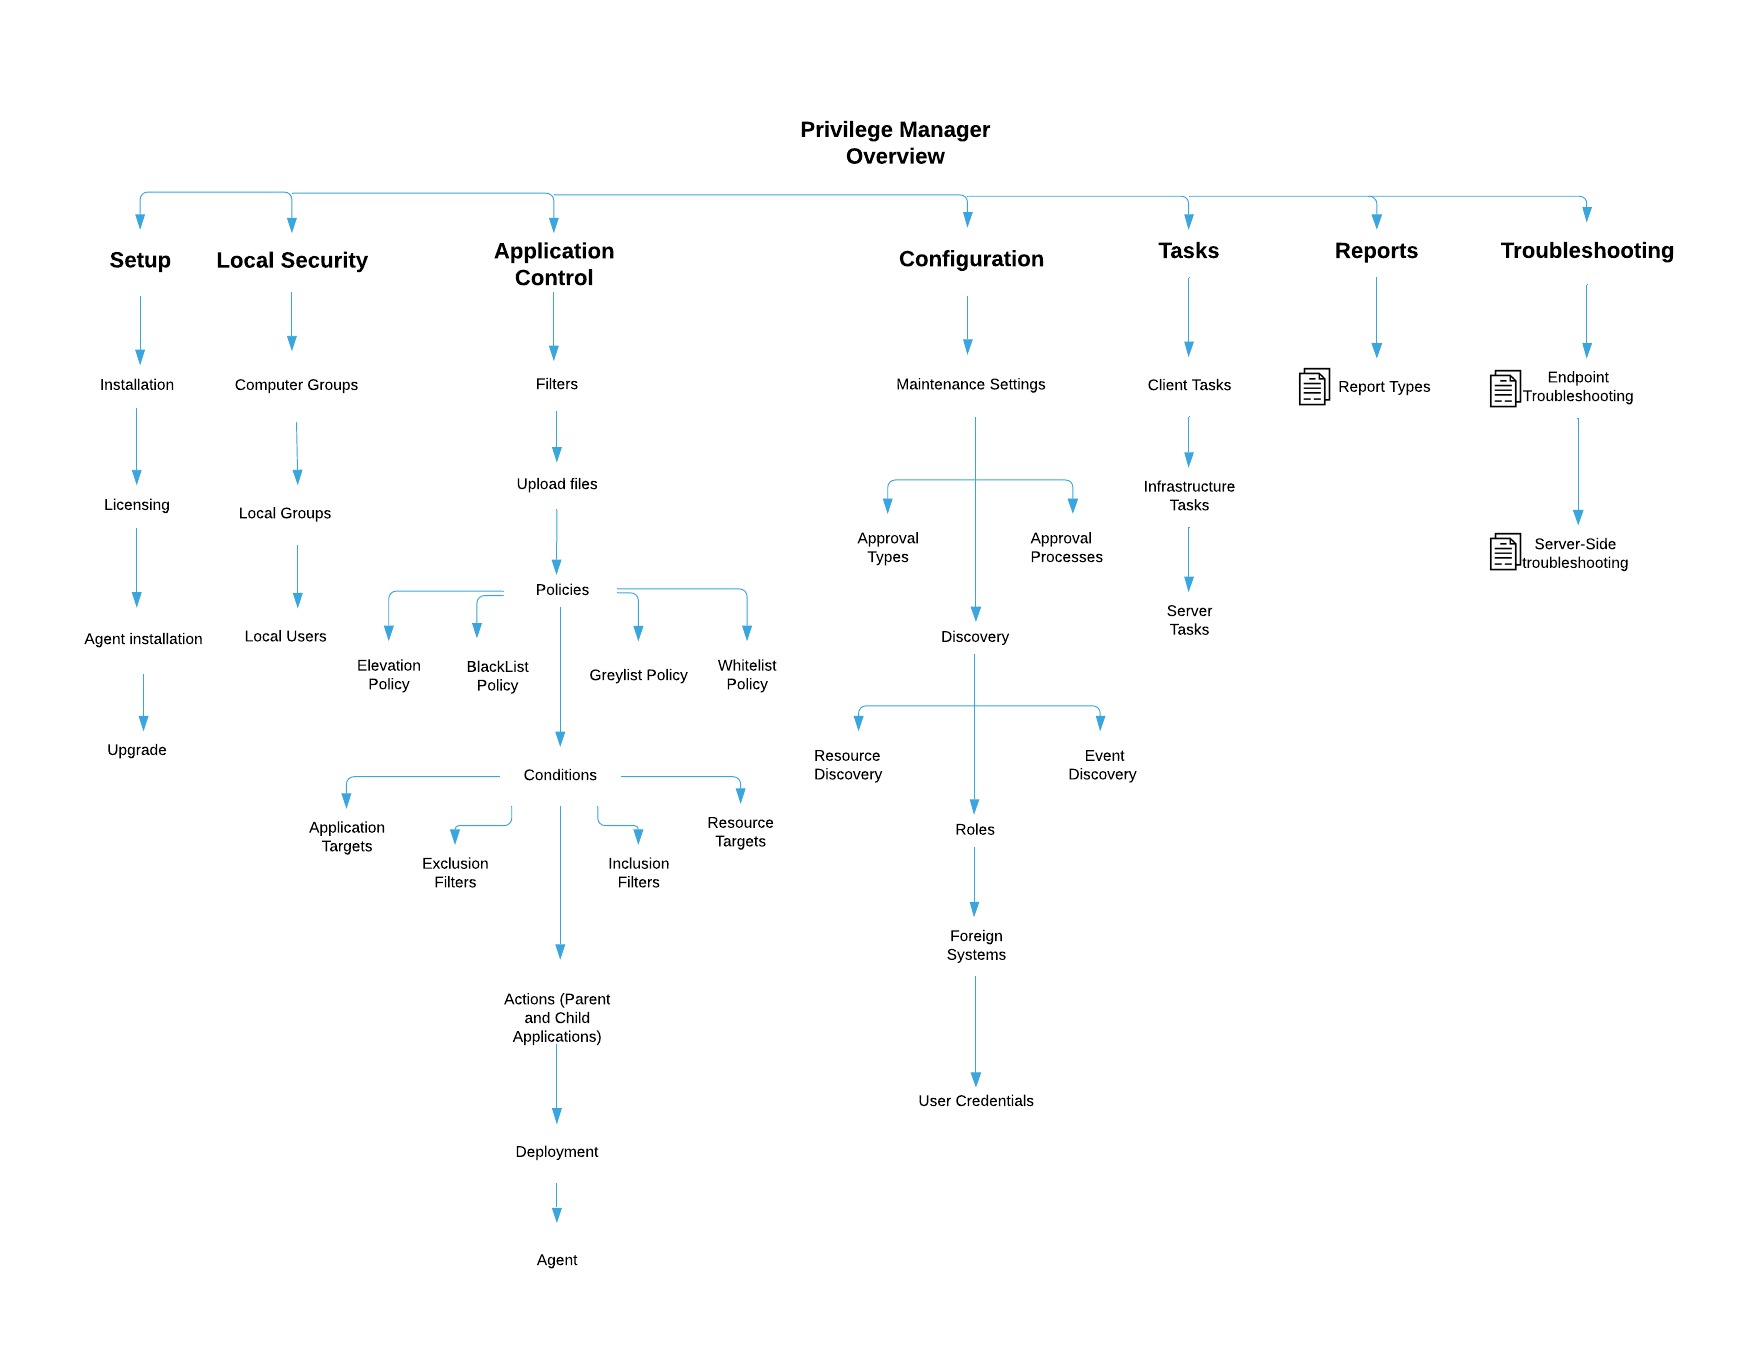 Privilege Manager
Overview
Setup
Local Security
Application
Control
Configuration
Tasks
Reports
Troubleshooting
Installation
Licensing
Agent installation
Upgrade
Computer Groups
Local Groups
Local Users
Filters
Upload files
Policies
Elevation
Policy
BlackList
Policy
Greylist Policy
Whitelist
Policy
Conditions
Application
Targets
Exclusion
Filters
Inclusion
Filters
Resource
Targets
Actions (Parent
and Child
Applications)
Deployment
Agent
Maintenance Settings
Approval
Types
Approval
Processes
Discovery
Resource
Discovery
Event
Discovery
Roles
Foreign
Systems
User Credentials
Client Tasks
Infrastructure
Tasks
Server
Tasks
Report Types
Endpoint
Troubleshooting
Server-Side
troubleshooting